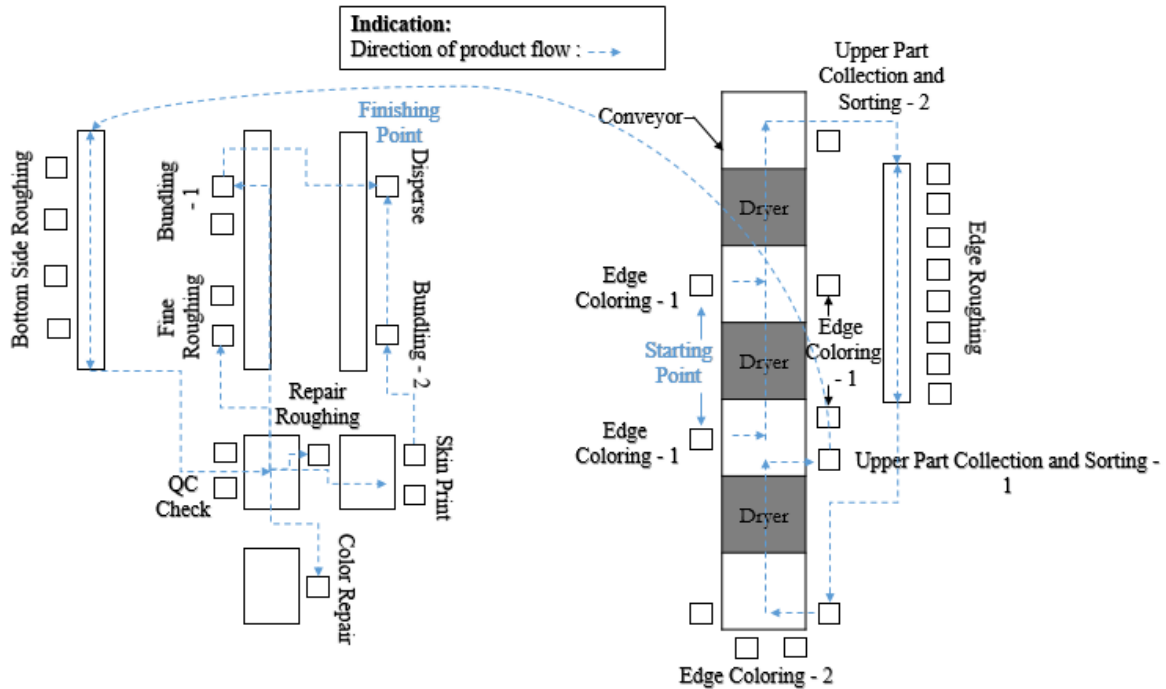 Indication:
Direction of product flow :
Upper Part
Collection and
Sorting - 2
Finishing
Point
Conveyor
Bottom Side Roughing
Bundling
- 1
Disperse
Dryer
Edge Roughing
Fine
Roughing
Bundling - 2
Edge
Coloring - 1
Edge
Coloring
- 1
Starting
Point
Dryer
Repair
Roughing
Edge
Coloring - 1
Upper Part Collection and Sorting -
1
QC
Check
Skin Print
Dryer
Color Repair
Edge Coloring - 2